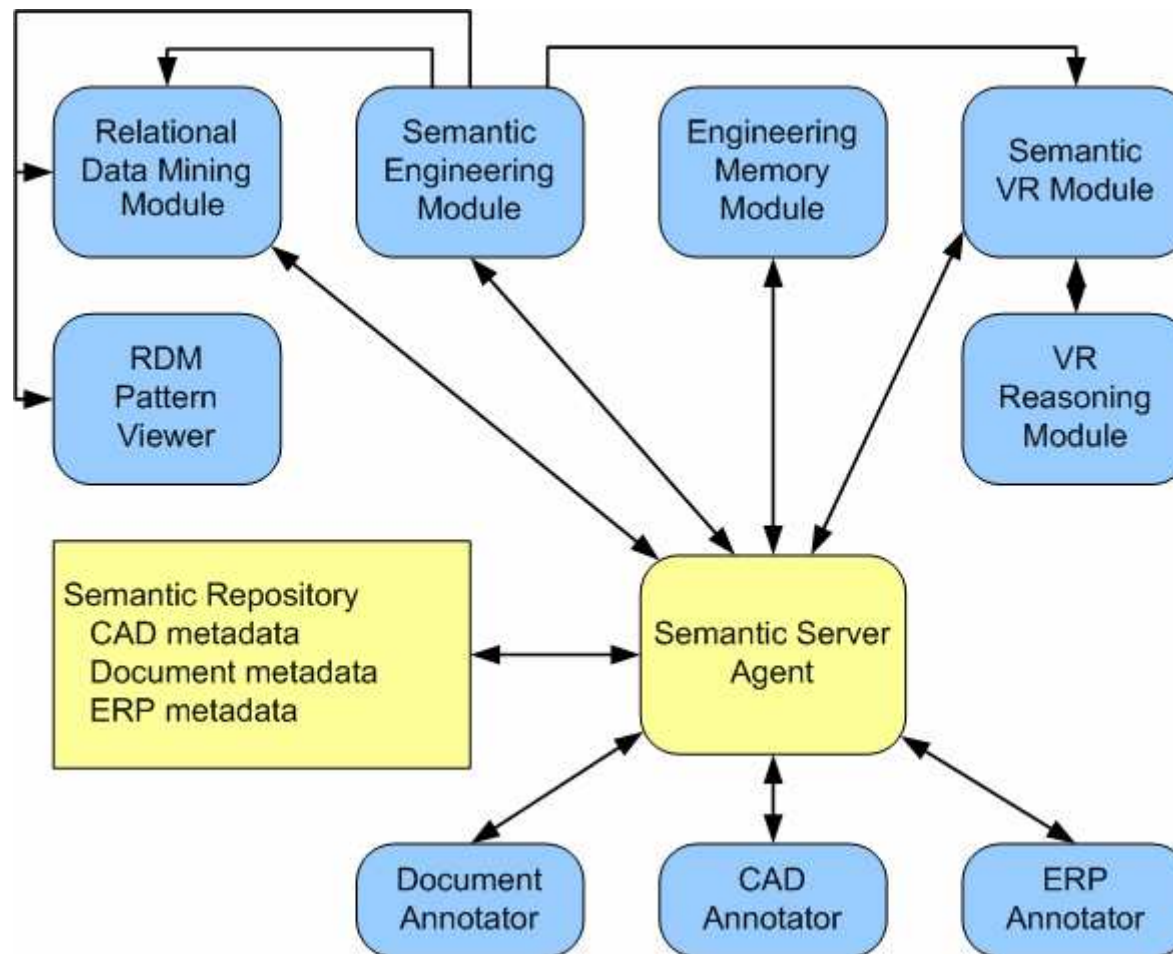 Relational
Data Mining
Module
Semantic
Engineering
Module
Engineering
Memory
Module
Semantic
VR Module
RDM
Pattern
Viewer
VR
Reasoning
Module
Semantic Repository
CAD metadata
Document metadata
ERP metadata
Semantic Server
Agent
Document
Annotator
CAD
Annotator
ERP
Annotator